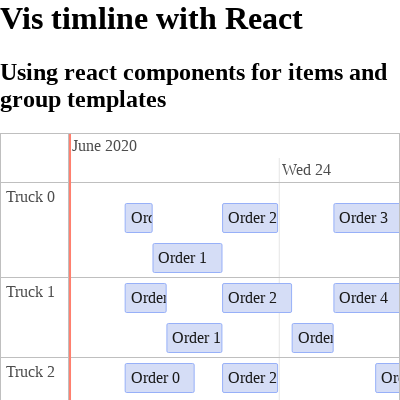 Vis timline with React
Using react components for items and
group templates
June 2020
Wed 24
Truck 0
Order 2
Order 3
Order 1
Truck 1
Order
Order 2
Order 4
Order 1
Order
Truck 2
Order 0
Order 2